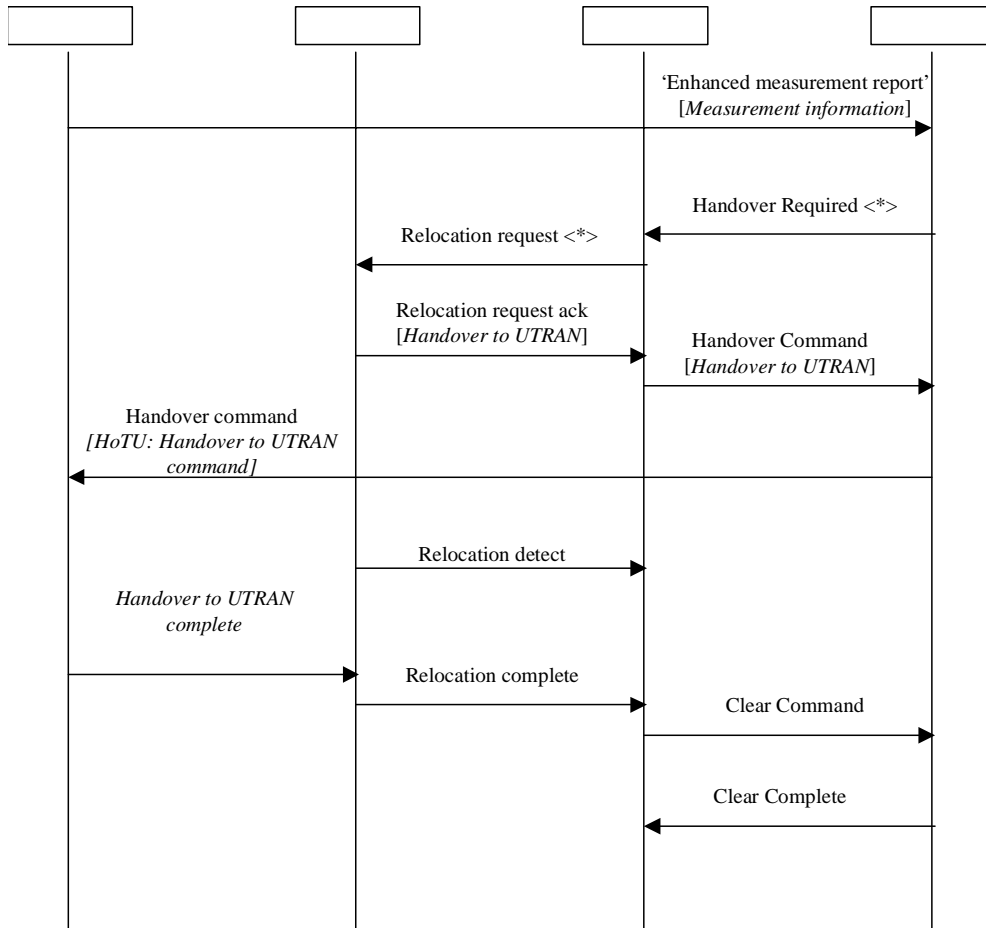 ‘Enhanced measurement report’
[Measurement information]
Handover Required <*>
Relocation request <*>
Relocation request ack
[Handover to UTRAN]
Handover Command
[Handover to UTRAN]
Handover command
[HoTU: Handover to UTRAN
command]
Relocation detect
Handover to UTRAN
complete
Relocation complete
Clear Command
Clear Complete